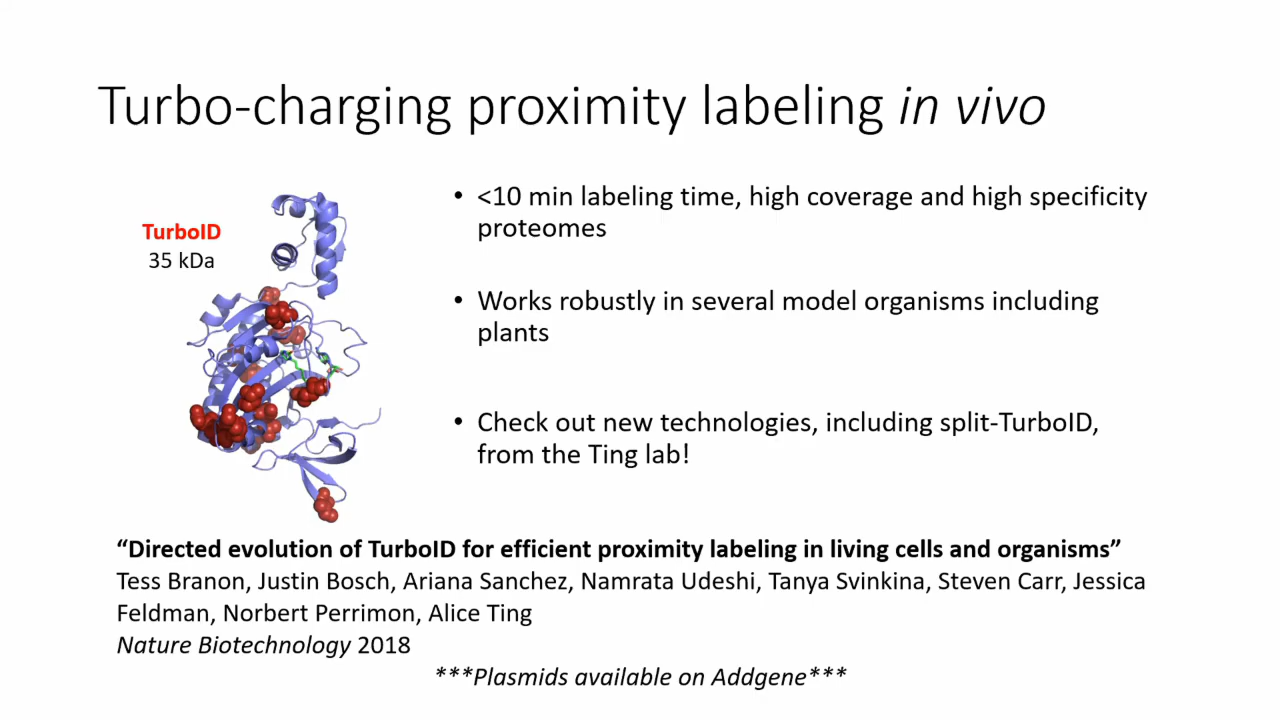 Turbo-charging proximity labeling in vivo
TurboID
35 kDa
• <10 min labeling time, high coverage and high specificity
proteomes
• Works robustly in several model organisms including
plants
• Check out new technologies, including split-TurboID,
from the Ting lab!
“Directed evolution of TurboID for efficient proximity labeling in living cells and organisms”
Tess Branon, Justin Bosch, Ariana Sanchez, Namrata Udeshi, Tanya Svinkina, Steven Carr, Jessica
Feldman, Norbert Perrimon, Alice Ting
Nature Biotechnology 2018
***Plasmids available on Addgene***